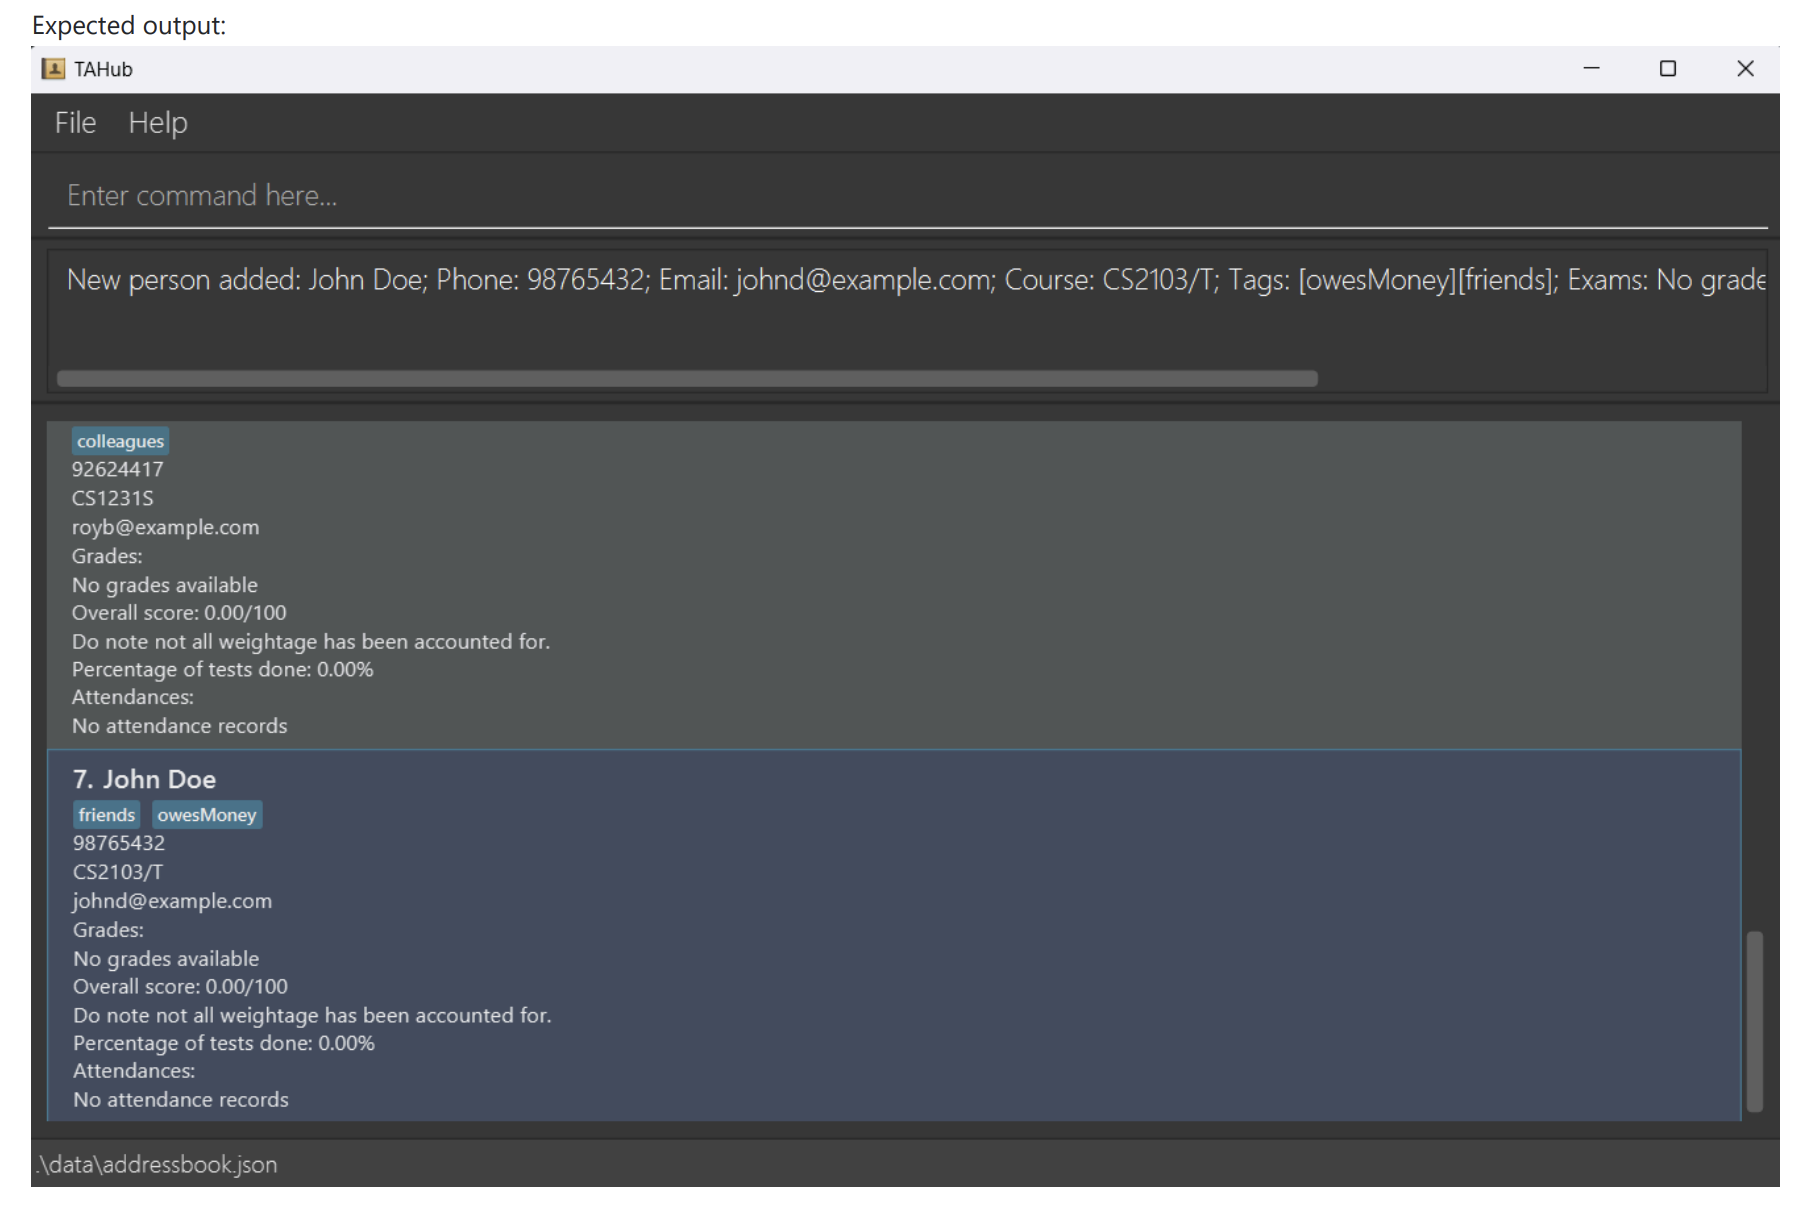 Expected output:
TAHub
File Help
Enter command here...
New person added: John Doe; Phone: 98765432; Email: johnd@example.com; Course: CS2103/T; Tags: [owesMoney][friends]; Exams: No grade
colleagues
92624417
CS1231S
royb@example.com
Grades:
No grades available
Overall score: 0.00/100
Do note not all weightage has been accounted for.
Percentage of tests done: 0.00%
Attendances:
No attendance records
7. John Doe
friends owesMoney
98765432
CS2103/T
johnd@example.com
Grades:
No grades available
Overall score: 0.00/100
Do note not all weightage has been accounted for.
Percentage of tests done: 0.00%
Attendances:
No attendance records
.\data\addressbook.json